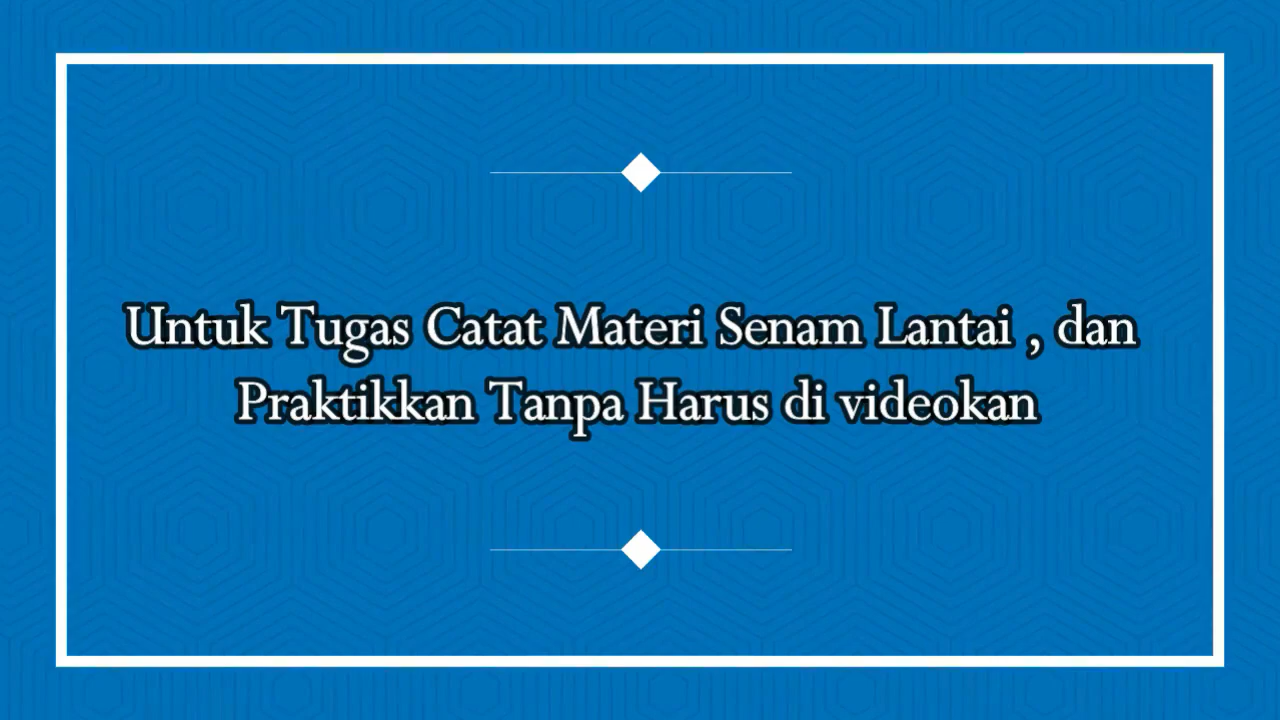 Untuk Tugas Catat Materi Senam Lantai , dan
Praktikkan Tanpa Harus di videokan